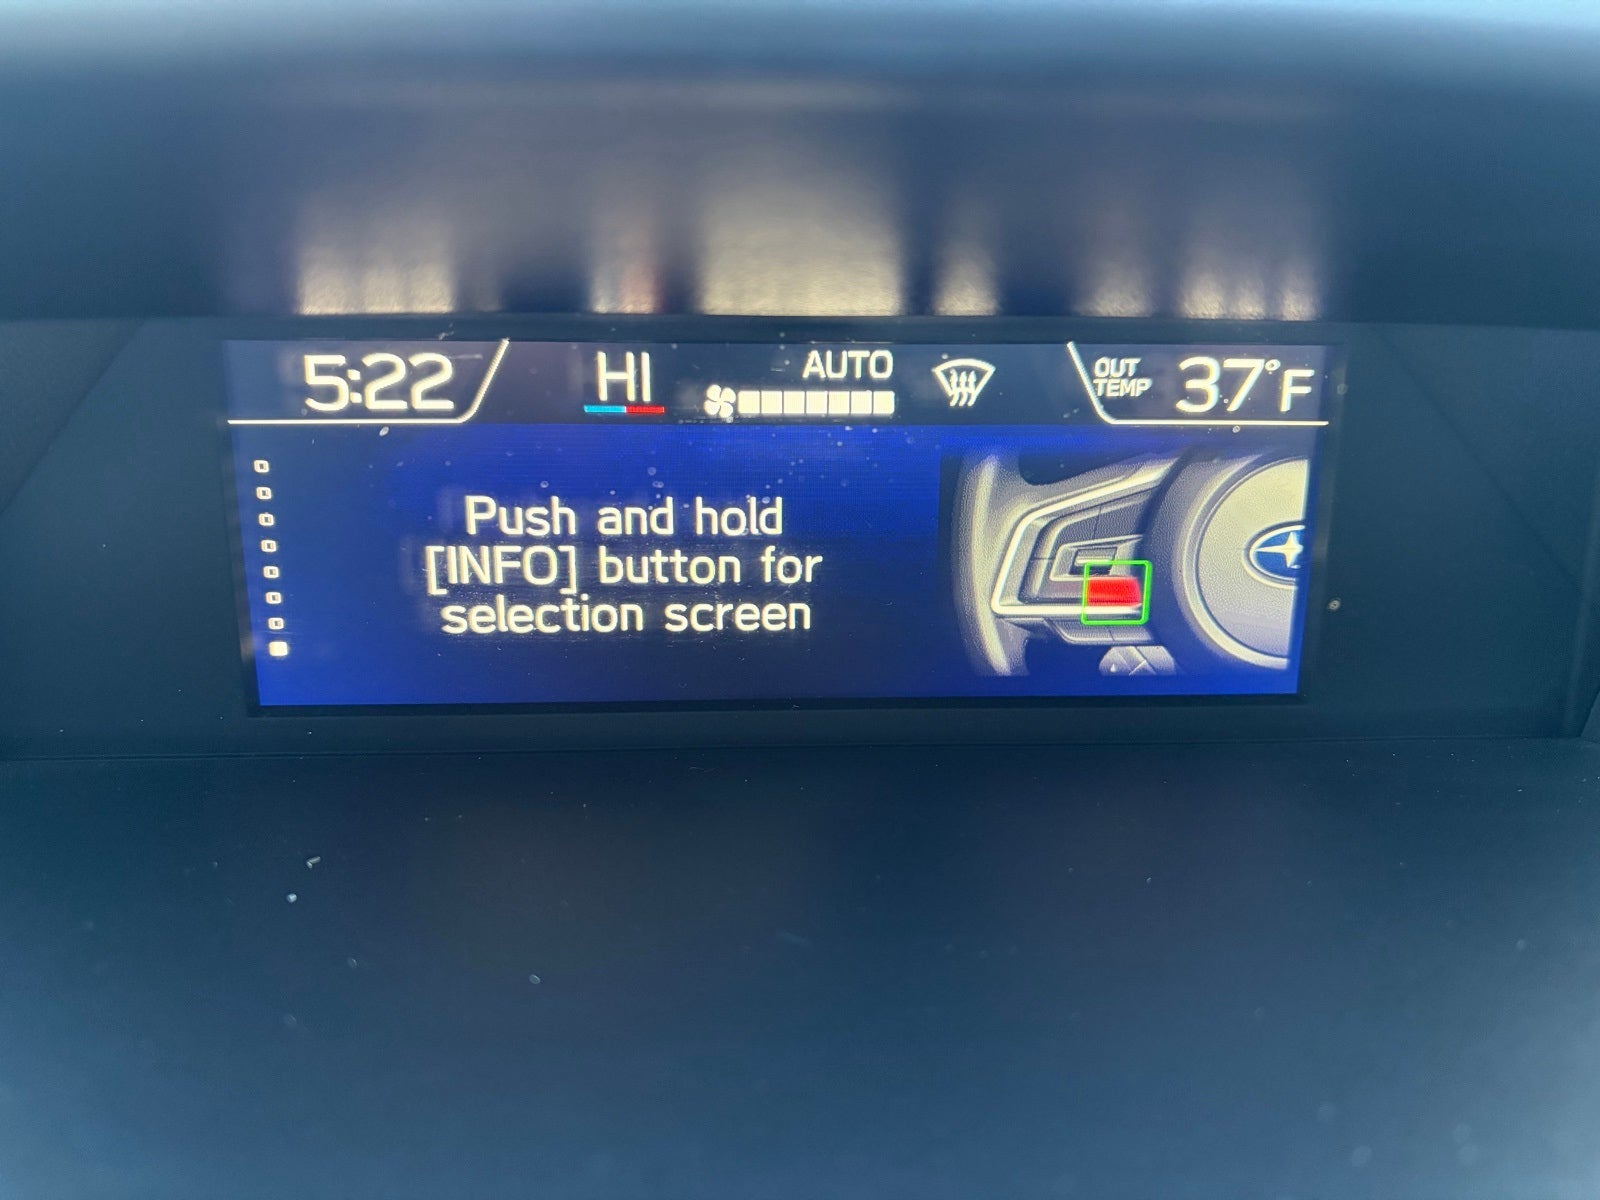 5:22
HI
AUTO
OUT
TEMP
37°F
Push and hold
[INFO] button for
selection screen